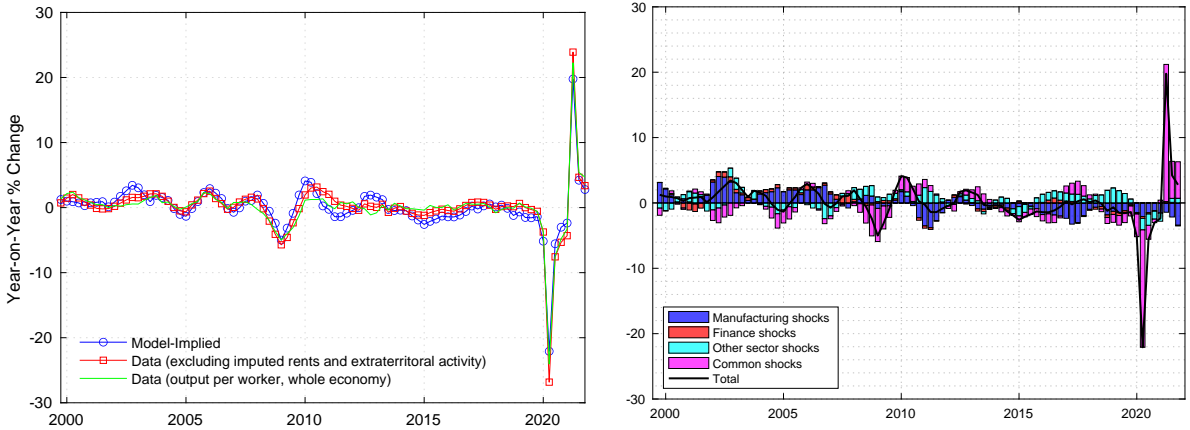 30
20
10
0
-10
-20
-30
Year-on-Year % Change
Model-Implied
Data (excluding imputed rents and extraterritoral activity)
Data (output per worker, whole economy)
2000
2005
2010
2015
2020
30
20
10
0
-10
-20
-30
Manufacturing shocks
Finance shocks
Other sector shocks
Common shocks
Total
2000
2005
2010
2015
2020